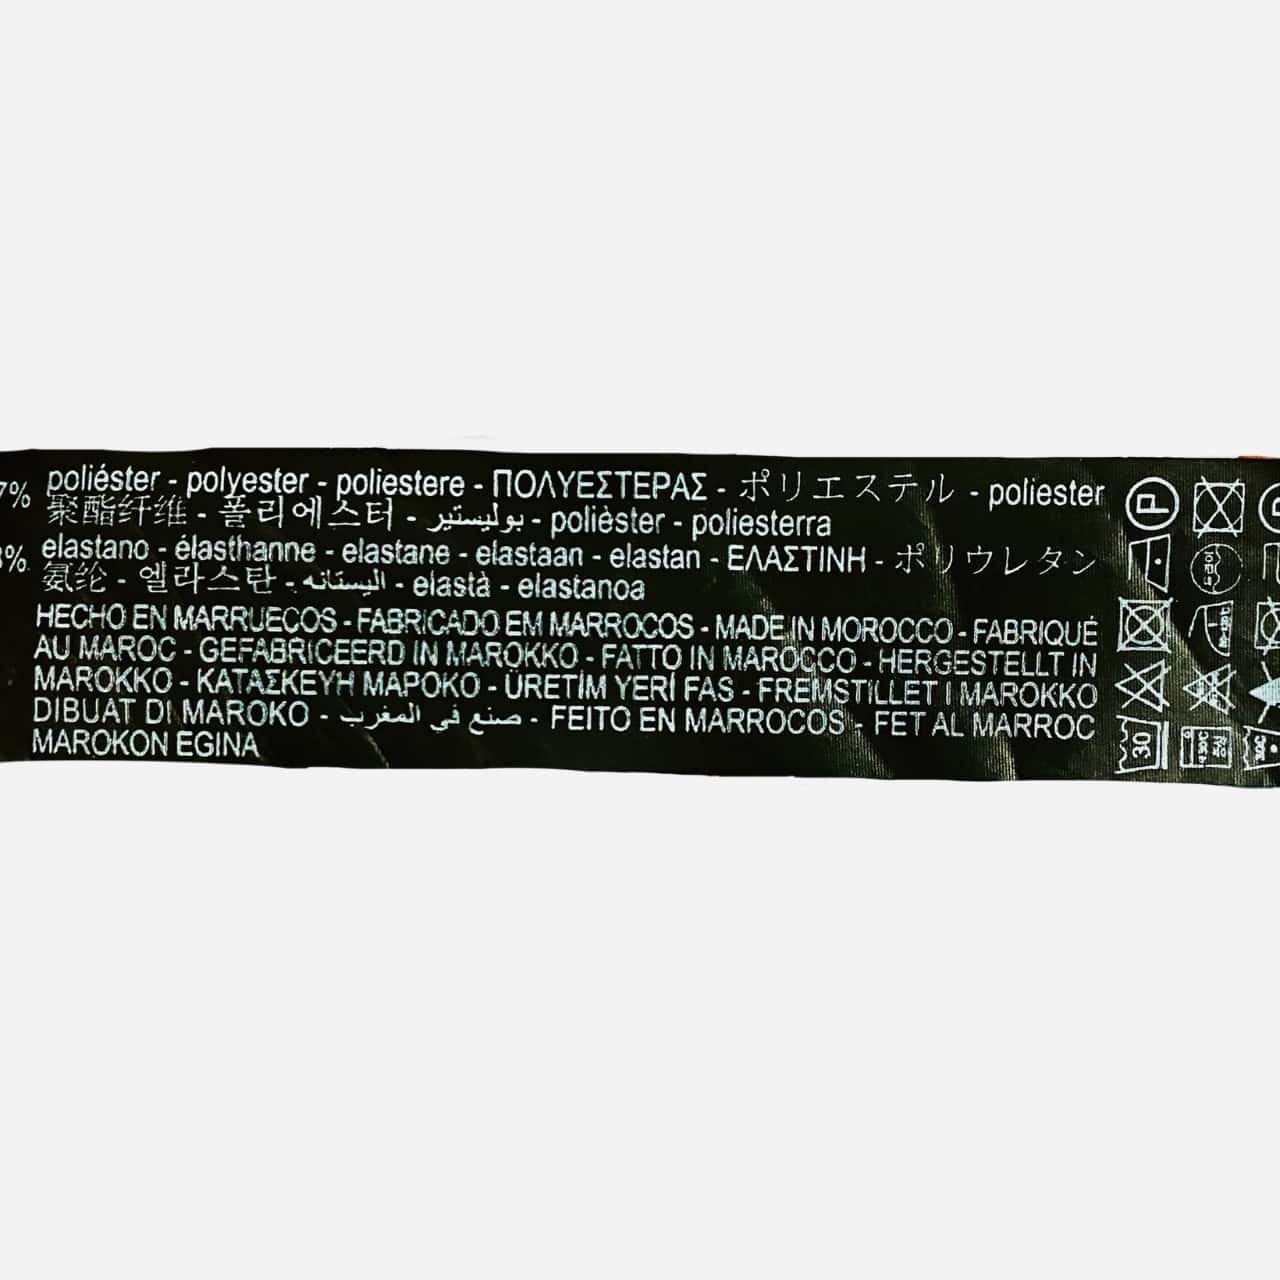 7% poliéster - polyester - poliestere - ΠΟΛΥΕΣΤΕΡΑΣ - ポリエステル - poliester
聚酯纤维 - 폴리에스터 - بوليستير - polièster - poliesterra
% elastano - élasthanne - elastane - elastaan - elastan - ΕΛΑΣΤΙΝΗ - ポリウレタン
氨纶 - 엘라스탄 - اليستانه - elastà - elastanoa
HECHO EN MARRUECOS - FABRICADO EM MARROCOS - MADE IN MOROCCO - FABRIQUÉ
AU MAROC - GEFABRICEERD IN MAROKKO - FATTO IN MAROCCO - HERGESTELLT IN
MAROKKO - ΚΑΤΑΣΚΕΥΗ ΜΑΡΟΚΟ - ÜRETİM YERİ FAS - FREMSTILLET I MAROKKO
DIBUAT DI MAROKO - صنع في المغرب - FEITO EN MARROCOS - FET AL MARROC
MAROKON EGINA
P
30